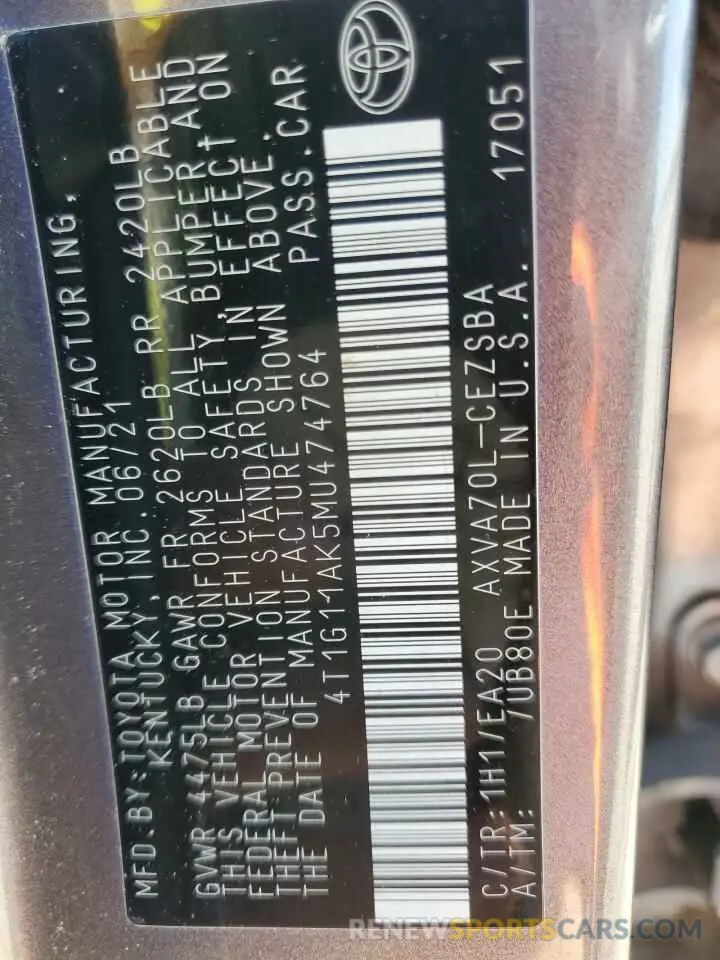 MFD.BY:TOYOTA MOTOR MANUFACTURING,
KENTUCKY,INC.06/21
GVWR 4475LB GAWR FR 2620LB RR 2420LB
THIS VEHICLE CONFORMS TO ALL APPLICABLE
FEDERAL MOTOR VEHICLE SAFETY, BUMPER AND
THEFT PREVENTION STANDARDS IN EFFECT ON
THE DATE OF MANUFACTURE SHOWN ABOVE.
4T1G11AK5MU474764 PASS.CAR
C/TR:1H1/EA20 AXVA70L-CEZSBA 17051
A/TM: /UB80E MADE IN U.S.A.
RENEWSPORTSCARS.COM